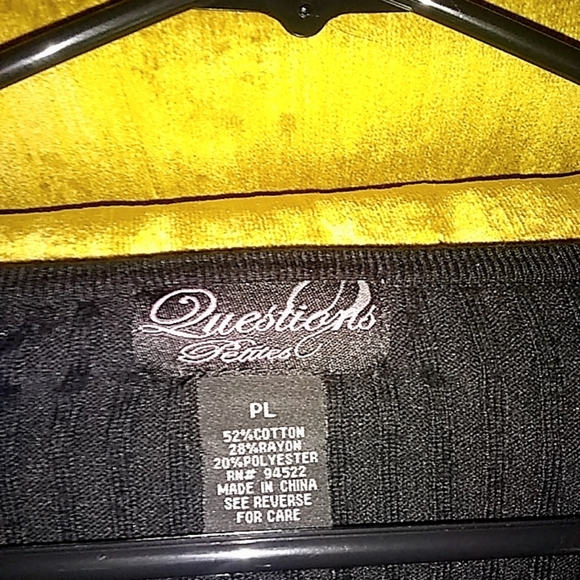 Questions
Petites
PL
52%COTTON
28%RAYON
20%POLYESTER
RN# 94522
MADE IN CHINA
SEE REVERSE
FOR CARE